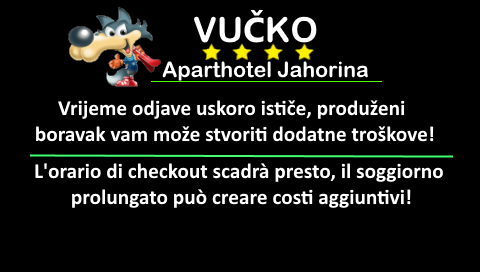 VUČKO
Aparthotel Jahorina
Vrijeme odjave uskoro ističe, produženi
boravak vam može stvoriti dodatne troškove!
L'orario di checkout scadrà presto, il soggiorno
prolungato può creare costi aggiuntivi!